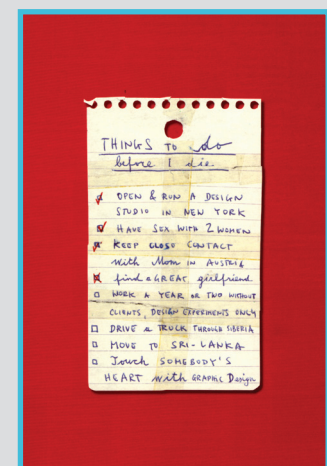 THINGS TO do
before I die.
OPEN & RUN A DESIGN
STUDIO IN NEW YORK
HAVE SEX WITH 2 WOMEN
KEEP CLOSE CONTACT
with Mom IN AUSTRIA
find a GREAT girlfriend
WORK A YEAR OR TWO WITHOUT
CLIENTS, DESIGN EXPERIMENTS ONLY
DRIVE a TRUCK THROUGH SIBERIA
MOVE TO SRI-LANKA
Touch SOMEBODY'S
HEART with GRAPHIC Design